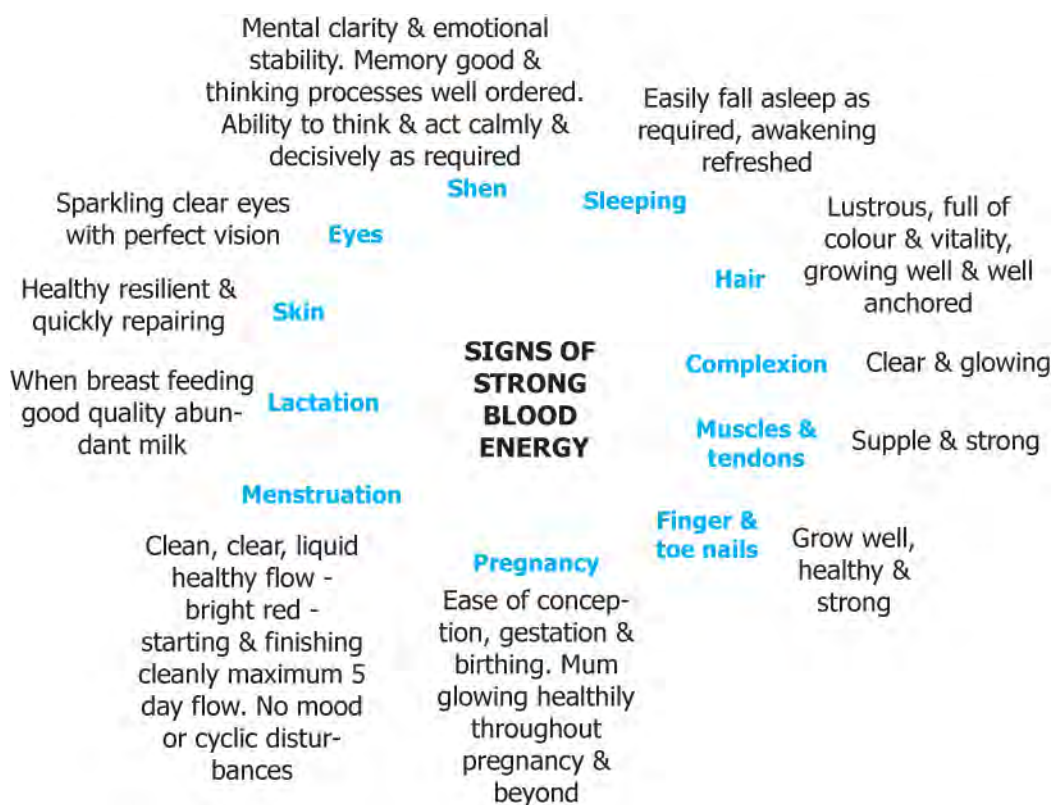 Mental clarity & emotional
stability. Memory good &
thinking processes well ordered.
Ability to think & act calmly &
decisively as required
Shen
Easily fall asleep as
required, awakening
refreshed
Sleeping
Sparkling clear eyes
with perfect vision
Eyes
Lustrous, full of
colour & vitality,
growing well & well
anchored
Hair
Healthy resilient &
quickly repairing
Skin
SIGNS OF
STRONG
BLOOD
ENERGY
Complexion
Clear & glowing
When breast feeding
good quality abun-
dant milk
Lactation
Muscles &
tendons
Supple & strong
Menstruation
Clean, clear, liquid
healthy flow -
bright red -
starting & finishing
cleanly maximum 5
day flow. No mood
or cyclic distur-
bances
Pregnancy
Ease of concep-
tion, gestation &
birthing. Mum
glowing healthily
throughout
pregnancy &
beyond
Finger &
toe nails
Grow well,
healthy &
strong